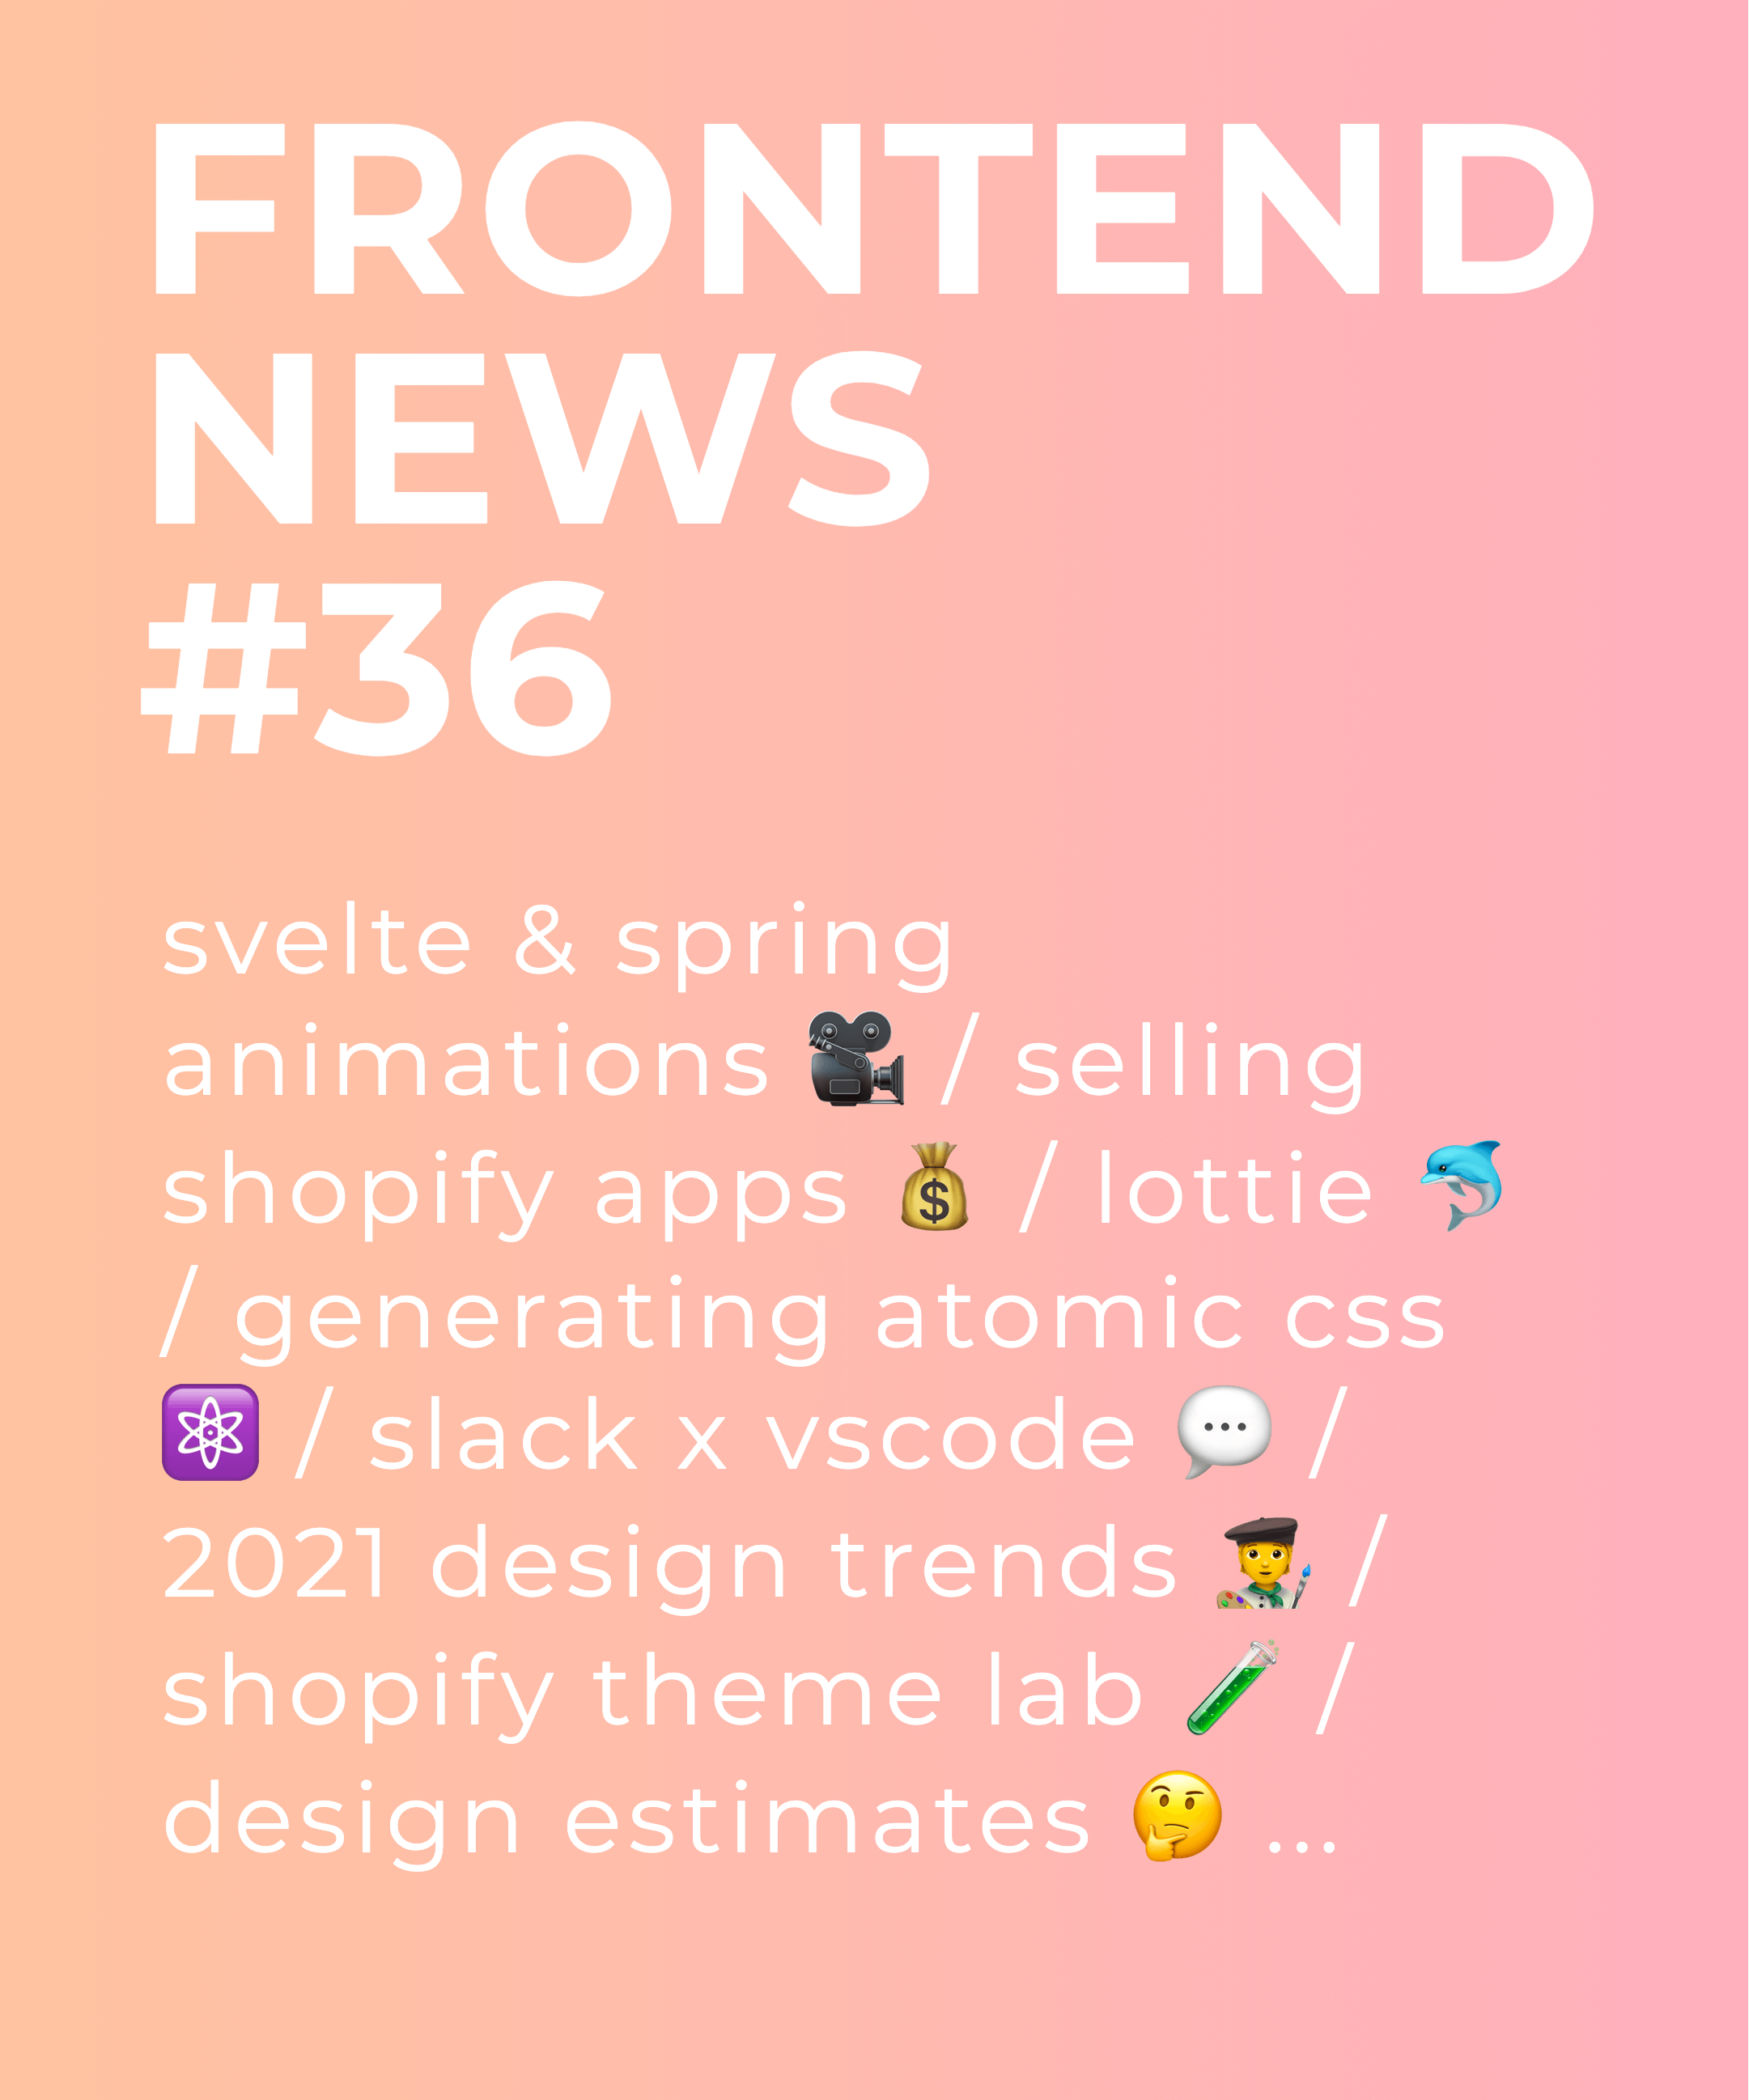 FRONTEND
NEWS
#36
svelte & spring
animations 🎥 / selling
shopify apps 💰 / lottie 🐬
/ generating atomic css
⚛️ / slack x vscode 💬 /
2021 design trends 🧑‍🎨 /
shopify theme lab 🧪 /
design estimates 🤔 ...